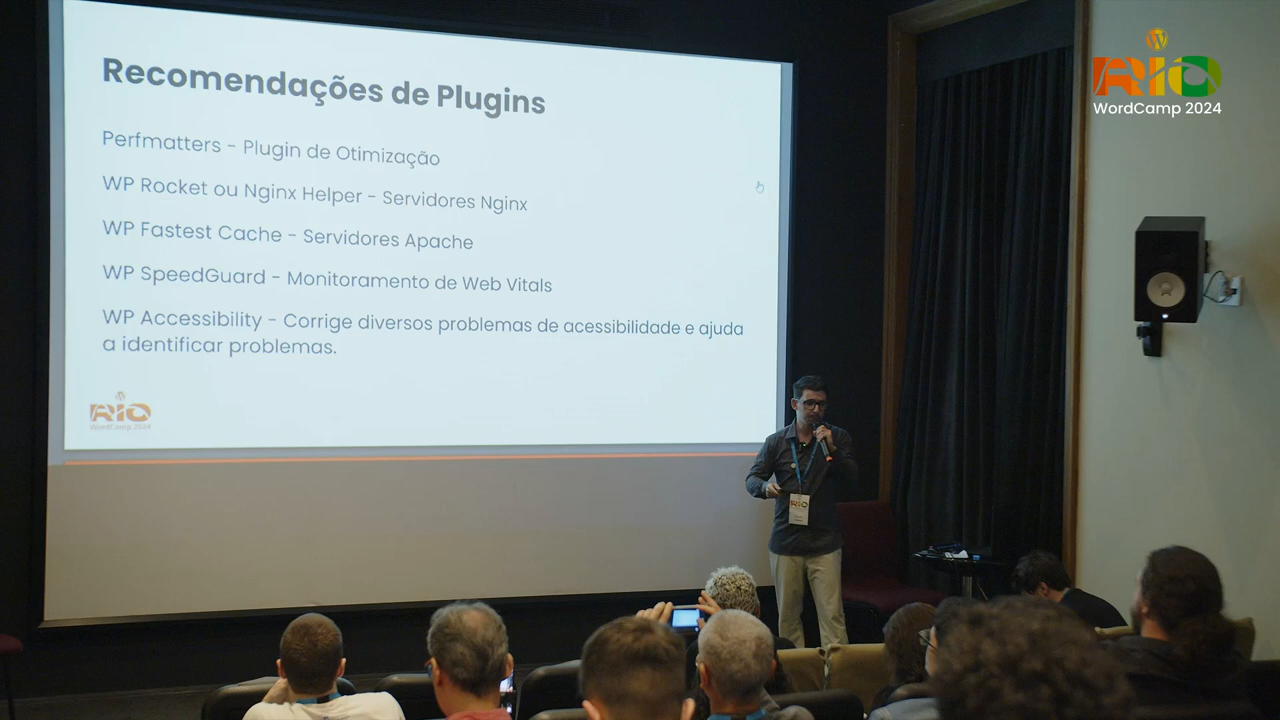 Recomendações de Plugins
Perfmatters - Plugin de Otimização
WP Rocket ou Nginx Helper - Servidores Nginx
WP Fastest Cache - Servidores Apache
WP SpeedGuard - Monitoramento de Web Vitals
WP Accessibility - Corrige diversos problemas de acessibilidade e ajuda
a identificar problemas.
RIO
WordCamp 2024
RIO
WordCamp 2024
RIO